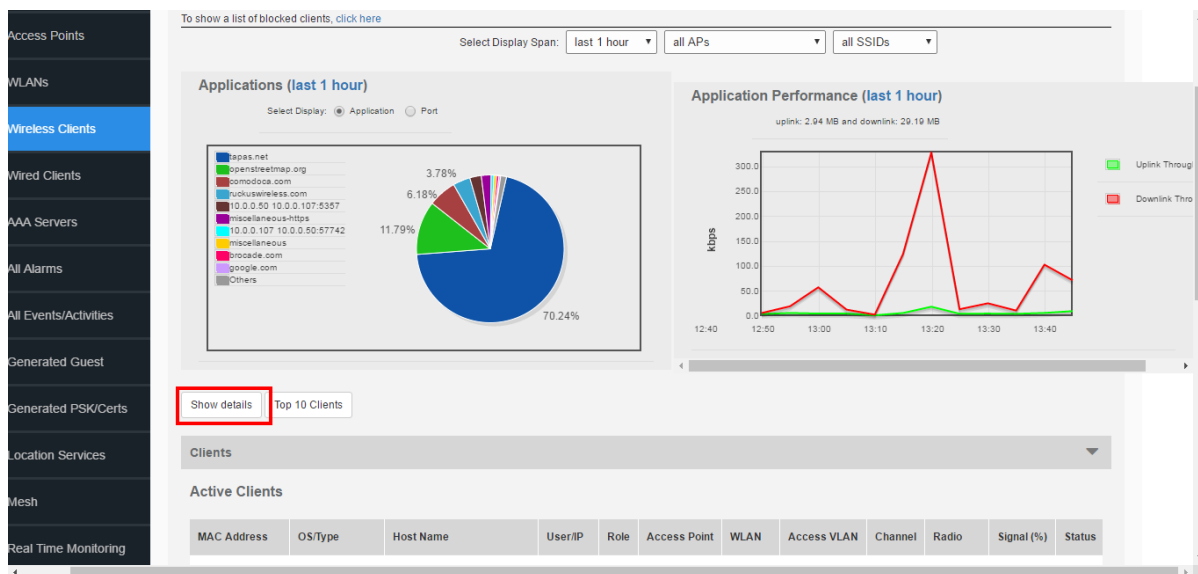 To show a list of blocked clients, click here
Select Display Span: last 1 hour all APs all SSIDs
Access Points
WLANs
Wireless Clients
Wired Clients
AAA Servers
All Alarms
All Events/Activities
Generated Guest
Generated PSK/Certs
Location Services
Mesh
Real Time Monitoring
Applications (last 1 hour)
Select Display: Application Port
tapas.net
openstreetmap.org
comodoca.com
ruckuswireless.com
10.0.0.50 10.0.0.107:5357
miscellaneous-https
10.0.0.107 10.0.0.50:57742
miscellaneous
brocade.com
google.com
Others
3.78%
6.18%
11.79%
70.24%
Application Performance (last 1 hour)
uplink: 2.94 MB and downlink: 29.19 MB
kbps
300.0
250.0
200.0
150.0
100.0
50.0
0.0
12:40 12:50 13:00 13:10 13:20 13:30 13:40
Uplink Throug
Downlink Thro
Show details Top 10 Clients
Clients
Active Clients
MAC Address OS/Type Host Name User/IP Role Access Point WLAN Access VLAN Channel Radio Signal (%) Status